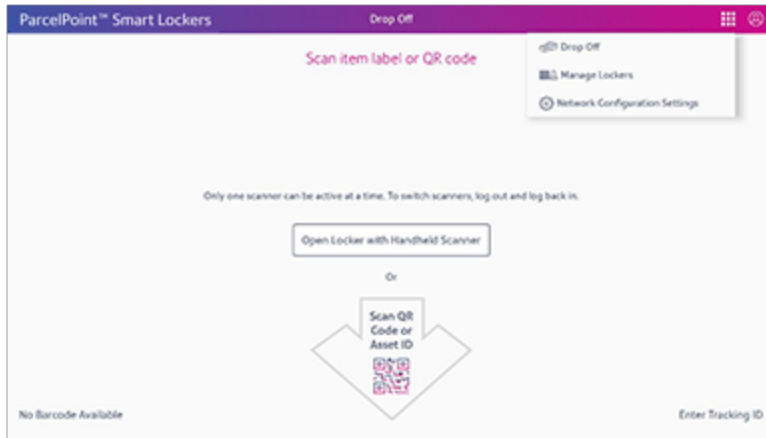 ParcelPoint™ Smart Lockers
Drop Off
Scan item label or QR code
Drop Off
Manage Lockers
Network Configuration Settings
Only one scanner can be active at a time. To switch scanners, log out and log back in.
Open Locker with Handheld Scanner
Or
Scan QR
Code or
Asset ID
No Barcode Available
Enter Tracking ID